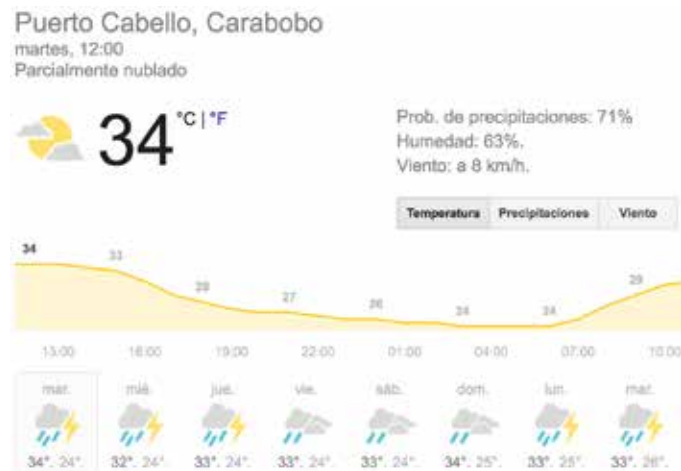 Puerto Cabello, Carabobo
martes, 12:00
Parcialmente nublado
34 °C | °F
Prob. de precipitaciones: 71%
Humedad: 63%.
Viento: a 8 km/h.
Temperatura Precipitaciones Viento
34 33 28 27 26 24 24 29
13:00 16:00 19:00 22:00 01:00 04:00 07:00 10:00
mar. mié. jue. vie. sáb. dom. lun. mar.
34°. 24°. 32°. 24°. 33°. 24°. 33°. 24°. 33°. 24°. 34°. 25°. 33°. 25°. 33°. 26°.